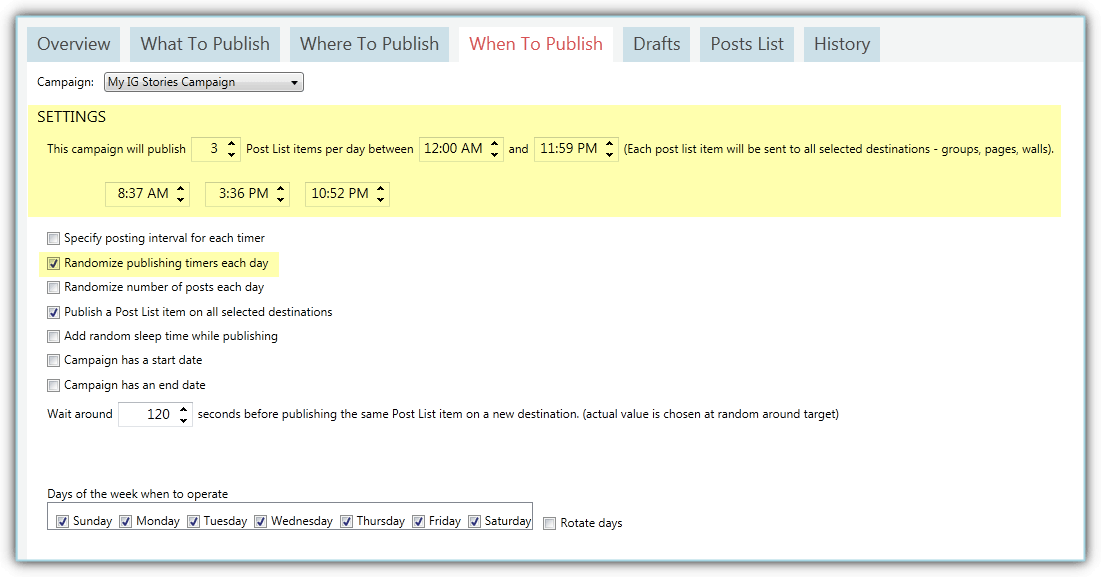 Overview What To Publish Where To Publish When To Publish Drafts Posts List History
Campaign: My IG Stories Campaign
SETTINGS
This campaign will publish 3 Post List items per day between 12:00 AM and 11:59 PM (Each post list item will be sent to all selected destinations - groups, pages, walls).
8:37 AM 3:36 PM 10:52 PM
Specify posting interval for each timer
Randomize publishing timers each day
Randomize number of posts each day
Publish a Post List item on all selected destinations
Add random sleep time while publishing
Campaign has a start date
Campaign has an end date
Wait around 120 seconds before publishing the same Post List item on a new destination. (actual value is chosen at random around target)
Days of the week when to operate
Sunday Monday Tuesday Wednesday Thursday Friday Saturday Rotate days